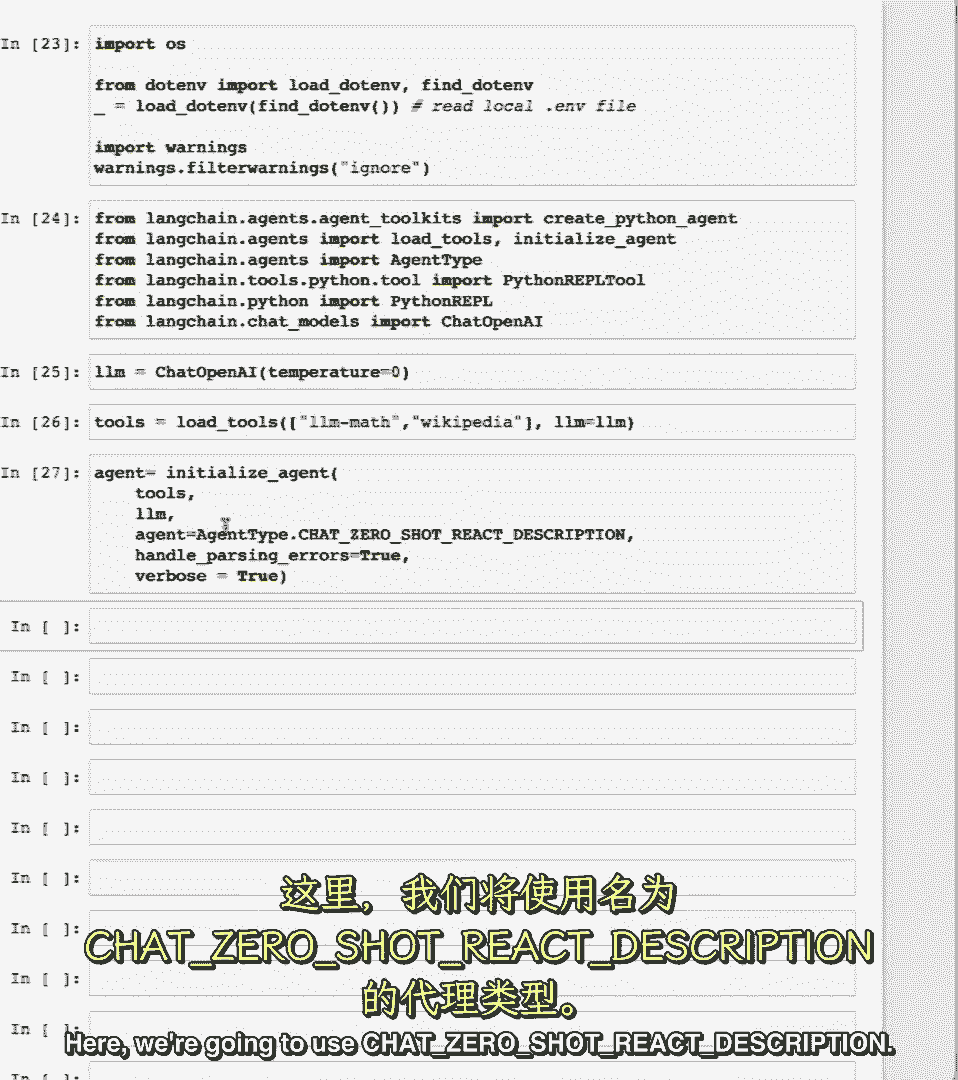 In [23]: import os
from dotenv import load_dotenv, find_dotenv
_ = load_dotenv(find_dotenv()) # read local .env file
import warnings
warnings.filterwarnings("ignore")
In [24]: from langchain.agents.agent_toolkits import create_python_agent
from langchain.agents import load_tools, initialize_agent
from langchain.agents import AgentType
from langchain.tools.python.tool import PythonREPLTool
from langchain.python import PythonREPL
from langchain.chat_models import ChatOpenAI
In [25]: llm = ChatOpenAI(temperature=0)
In [26]: tools = load_tools(["llm-math","wikipedia"], llm=llm)
In [27]: agent= initialize_agent(
    tools,
    llm,
    agent=AgentType.CHAT_ZERO_SHOT_REACT_DESCRIPTION,
    handle_parsing_errors=True,
    verbose = True)
In [ ]:
In [ ]:
In [ ]:
In [ ]:
In [ ]:
In [ ]:
In [ ]:
In [ ]:
In [ ]:
In [ ]:
这里，我们将使用名为
CHAT_ZERO_SHOT_REACT_DESCRIPTION
的代理类型。
Here, we're going to use CHAT_ZERO_SHOT_REACT_DESCRIPTION.